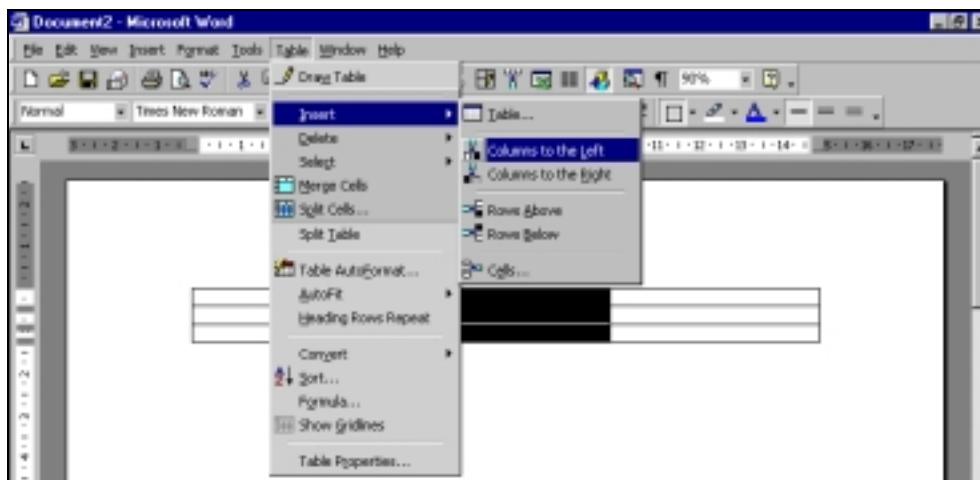 Document2 - Microsoft Word
File Edit View Insert Format Tools Table Window Help
90%
Normal Times New Roman
Draw Table
Insert
Delete
Select
Merge Cells
Split Cells...
Split Table
Table AutoFormat...
AutoFit
Heading Rows Repeat
Convert
Sort...
Formula...
Show Gridlines
Table Properties...
Table...
Columns to the Left
Columns to the Right
Rows Above
Rows Below
Cells...